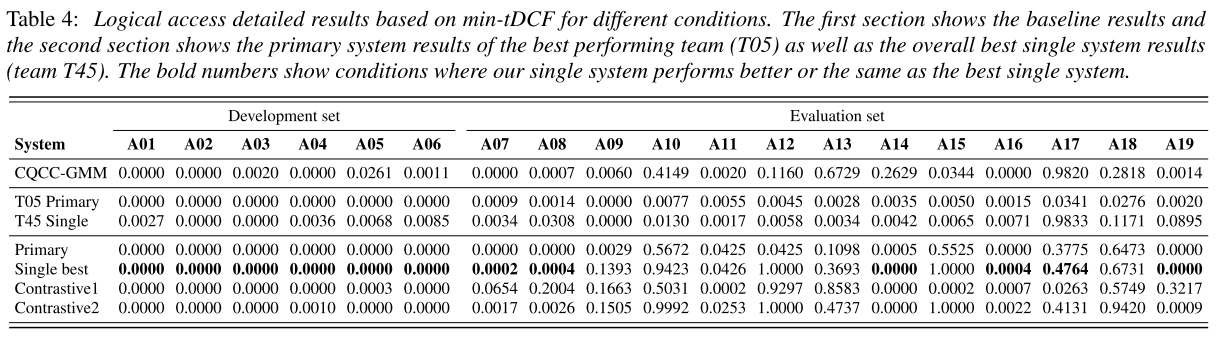 Table 4: Logical access detailed results based on min-tDCF for different conditions. The first section shows the baseline results and
the second section shows the primary system results of the best performing team (T05) as well as the overall best single system results
(team T45). The bold numbers show conditions where our single system performs better or the same as the best single system.
Development set Evaluation set
System A01 A02 A03 A04 A05 A06 A07 A08 A09 A10 A11 A12 A13 A14 A15 A16 A17 A18 A19
CQCC-GMM 0.0000 0.0000 0.0020 0.0000 0.0261 0.0011 0.0000 0.0007 0.0060 0.4149 0.0020 0.1160 0.6729 0.2629 0.0344 0.0000 0.9820 0.2818 0.0014
T05 Primary 0.0000 0.0000 0.0000 0.0000 0.0000 0.0000 0.0009 0.0014 0.0000 0.0077 0.0055 0.0045 0.0028 0.0035 0.0050 0.0015 0.0341 0.0276 0.0020
T45 Single 0.0027 0.0000 0.0000 0.0036 0.0068 0.0085 0.0034 0.0308 0.0000 0.0130 0.0017 0.0058 0.0034 0.0042 0.0065 0.0071 0.9833 0.1171 0.0895
Primary 0.0000 0.0000 0.0000 0.0000 0.0000 0.0000 0.0000 0.0000 0.0029 0.5672 0.0425 0.0425 0.1098 0.0005 0.5525 0.0000 0.3775 0.6473 0.0000
Single best 0.0000 0.0000 0.0000 0.0000 0.0000 0.0000 0.0002 0.0004 0.1393 0.9423 0.0426 1.0000 0.3693 0.0000 1.0000 0.0004 0.4764 0.6731 0.0000
Contrastive1 0.0000 0.0000 0.0000 0.0000 0.0003 0.0000 0.0654 0.2004 0.1663 0.5031 0.0002 0.9297 0.8583 0.0000 0.0002 0.0007 0.0263 0.5749 0.3217
Contrastive2 0.0000 0.0000 0.0000 0.0010 0.0000 0.0000 0.0017 0.0026 0.1505 0.9992 0.0253 1.0000 0.4737 0.0000 1.0000 0.0022 0.4131 0.9420 0.0009